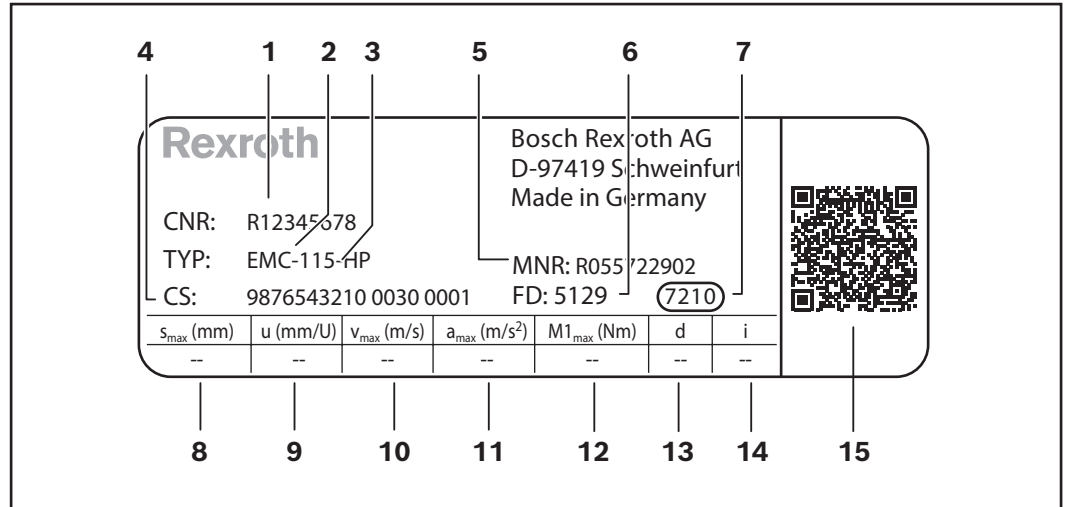 4 1 2 3 5 6 7
Rexroth
Bosch Rexroth AG
D-97419 Schweinfurt
Made in Germany
CNR: R12345678
TYP: EMC-115-HP
MNR: R055722902
CS: 9876543210 0030 0001
FD: 5129 7210
smax (mm) u (mm/U) vmax (m/s) amax (m/s2) M1max (Nm) d i
-- -- -- -- -- -- --
8 9 10 11 12 13 14 15